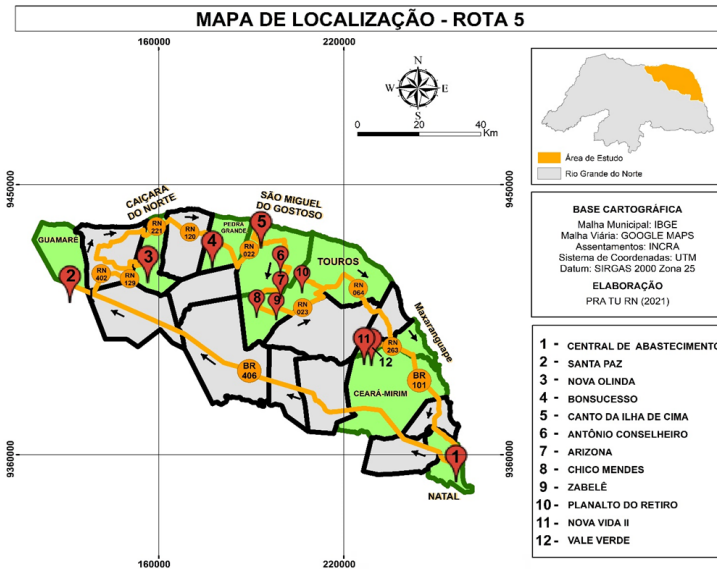 MAPA DE LOCALIZAÇÃO - ROTA 5
160000
220000
N
W
E
S
0
20
40
Km
9450000
9450000
CAIÇARA
DO NORTE
SÃO MIGUEL
DO GOSTOSO
GUAMARÉ
RN
221
RN
120
PEDRA
GRANDE
5
RN
022
TOUROS
2
RN
402
RN
129
3
4
6
7
10
8
9
RN
023
RN
064
Maxaranguape
11
12
RN
263
BR
406
BR
101
CEARÁ-MIRIM
1
NATAL
9360000
9360000
160000
220000
Área de Estudo
Rio Grande do Norte
BASE CARTOGRÁFICA
Malha Municipal: IBGE
Malha Viária: GOOGLE MAPS
Assentamentos: INCRA
Sistema de Coordenadas: UTM
Datum: SIRGAS 2000 Zona 25
ELABORAÇÃO
PRA TU RN (2021)
1 - CENTRAL DE ABASTECIMENTO
2 - SANTA PAZ
3 - NOVA OLINDA
4 - BONSUCESSO
5 - CANTO DA ILHA DE CIMA
6 - ANTÔNIO CONSELHEIRO
7 - ARIZONA
8 - CHICO MENDES
9 - ZABELÊ
10 - PLANALTO DO RETIRO
11 - NOVA VIDA II
12 - VALE VERDE